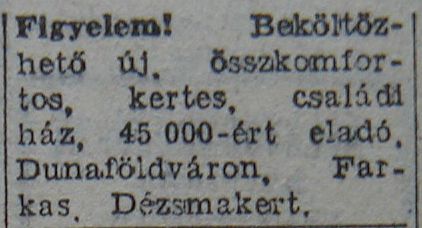 Figyelem! Beköltöz-
hető új, összkomfor-
tos, kertes, családi
ház, 45 000-ért eladó,
Dunaföldváron, Far-
kas, Dézsmakert.